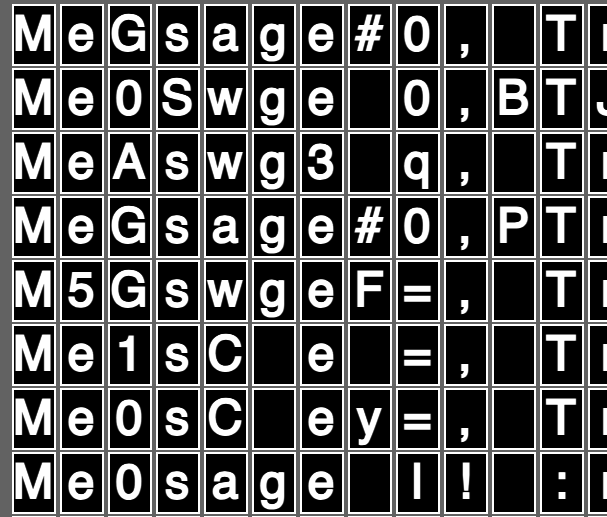 MeGsage#0, T
Me0Swge 0,BTJ
MeAswg3 q, T
MeGsage#0,PT
M5GswgeF=, T
Me1sC e =, T
Me0sC ey=, T
Me0sage l! :